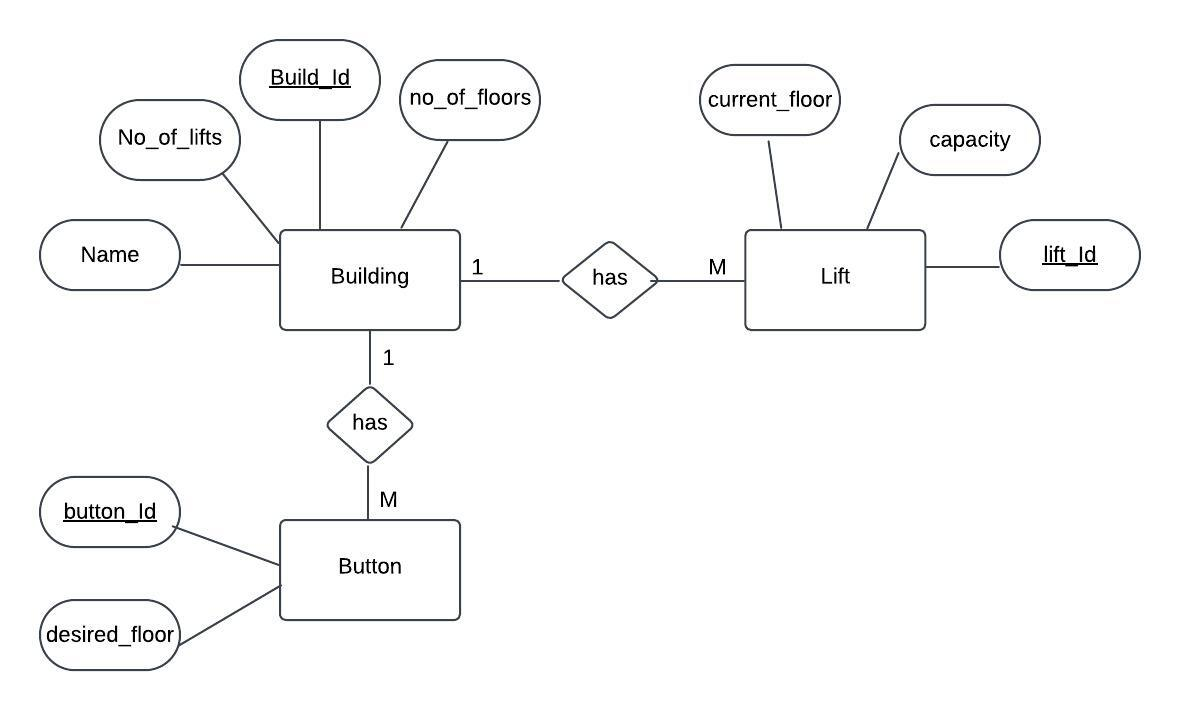 Build_Id
no_of_floors
current_floor
No_of_lifts
capacity
Name
lift_Id
Building
1
has
M
Lift
1
has
M
button_Id
Button
desired_floor